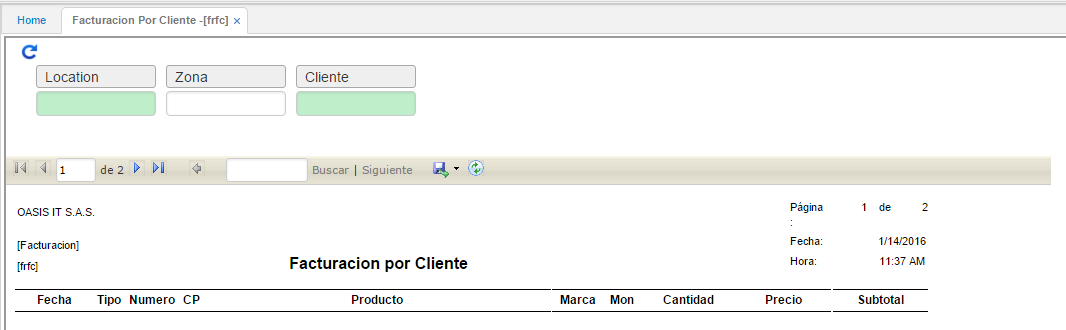 Home Facturacion Por Cliente -[frfc] ×
Location Zona Cliente
1 de 2 Buscar | Siguiente
OASIS IT S.A.S. Página 1 de 2
:
[Facturacion] Fecha: 1/14/2016
[frfc] Facturacion por Cliente Hora: 11:37 AM
Fecha Tipo Numero CP Producto Marca Mon Cantidad Precio Subtotal